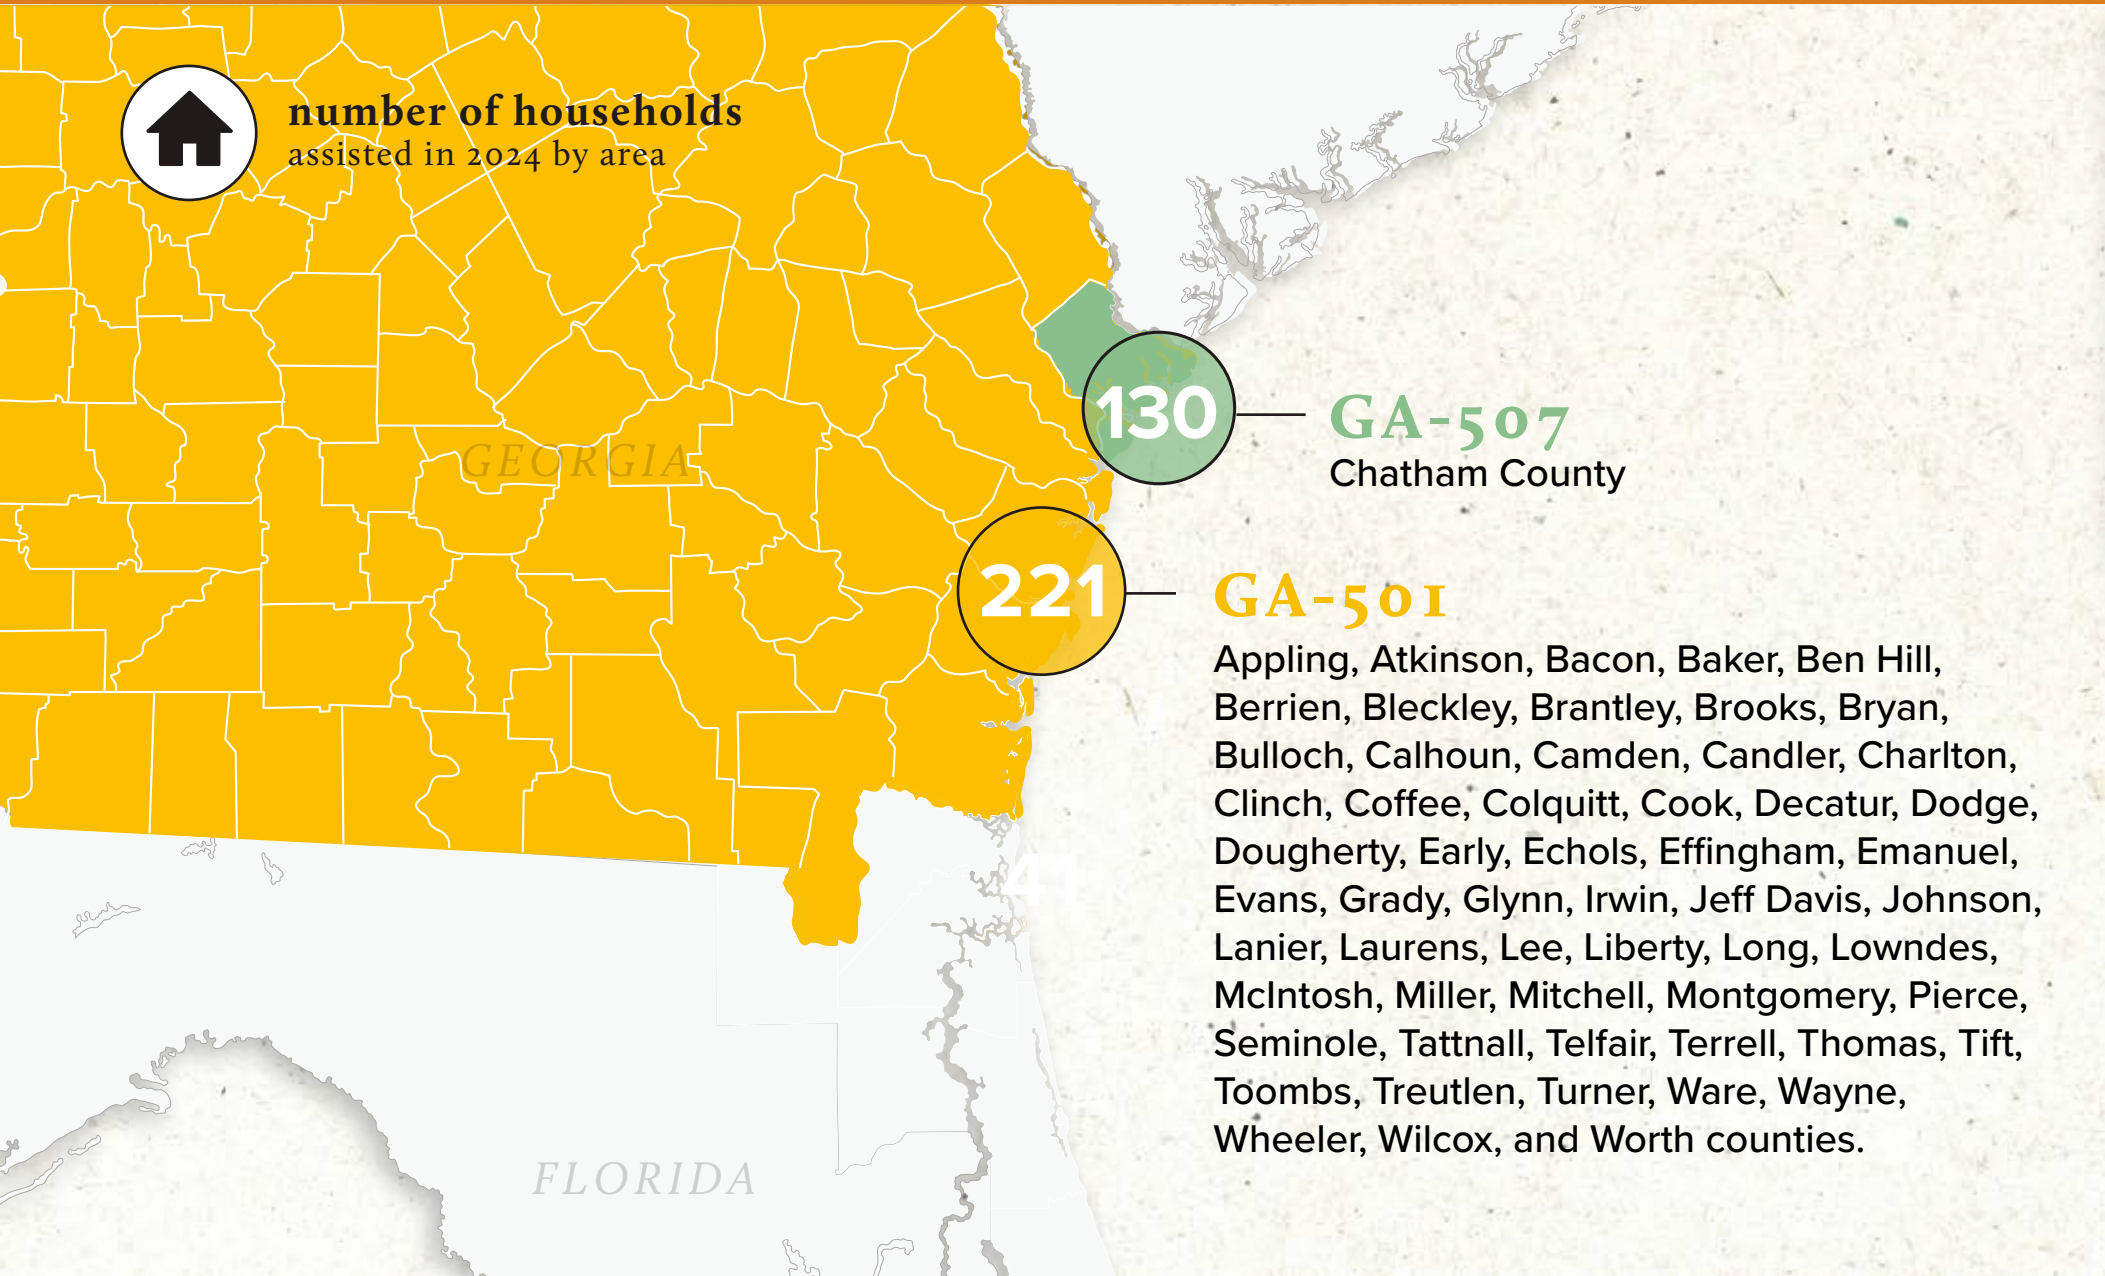 number of households
assisted in 2024 by area
GEORGIA
130
GA-507
Chatham County
221
GA-501
Appling, Atkinson, Bacon, Baker, Ben Hill,
Berrien, Bleckley, Brantley, Brooks, Bryan,
Bulloch, Calhoun, Camden, Candler, Charlton,
Clinch, Coffee, Colquitt, Cook, Decatur, Dodge,
Dougherty, Early, Echols, Effingham, Emanuel,
Evans, Grady, Glynn, Irwin, Jeff Davis, Johnson,
Lanier, Laurens, Lee, Liberty, Long, Lowndes,
McIntosh, Miller, Mitchell, Montgomery, Pierce,
Seminole, Tattnall, Telfair, Terrell, Thomas, Tift,
Toombs, Treutlen, Turner, Ware, Wayne,
Wheeler, Wilcox, and Worth counties.
41
FLORIDA